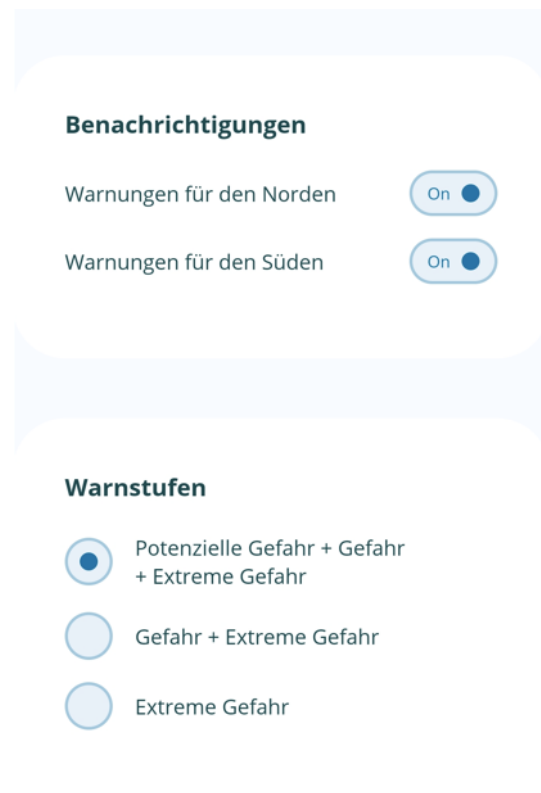 Benachrichtigungen
Warnungen für den Norden
On
Warnungen für den Süden
On
Warnstufen
Potenzielle Gefahr + Gefahr
+ Extreme Gefahr
Gefahr + Extreme Gefahr
Extreme Gefahr